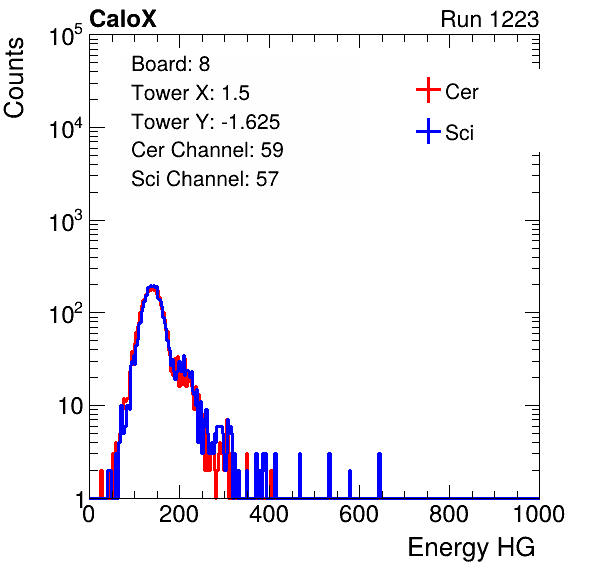 CaloX Run 1223
Counts
Board: 8
Tower X: 1.5
Tower Y: -1.625
Cer Channel: 59
Sci Channel: 57
Cer
Sci
10^5
10^4
10^3
10^2
10
1
0 200 400 600 800 1000
Energy HG